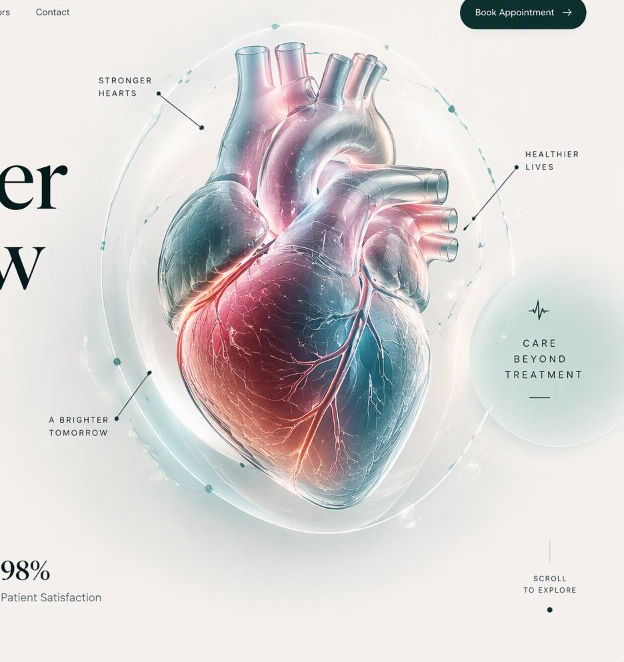 ors
Contact
Book Appointment
STRONGER
HEARTS
HEALTHIER
LIVES
er
w
CARE
BEYOND
TREATMENT
A BRIGHTER
TOMORROW
98%
Patient Satisfaction
SCROLL
TO EXPLORE